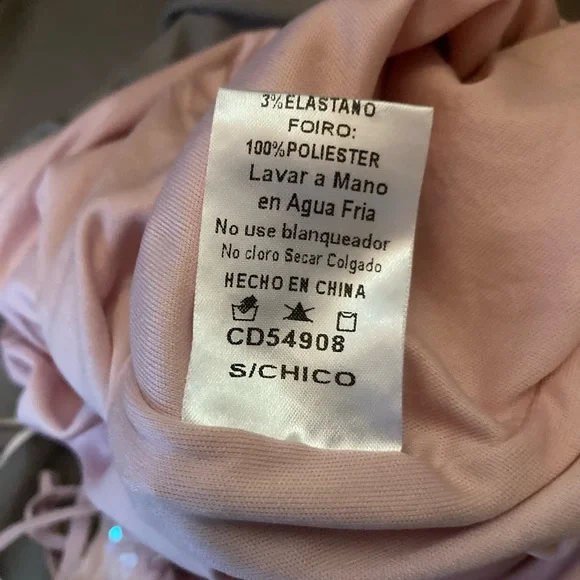 3%ELASTANO
FOIRO:
100%POLIESTER
Lavar a Mano
en Agua Fria
No use blanqueador
No cloro Secar Colgado
HECHO EN CHINA
CD54908
S/CHICO